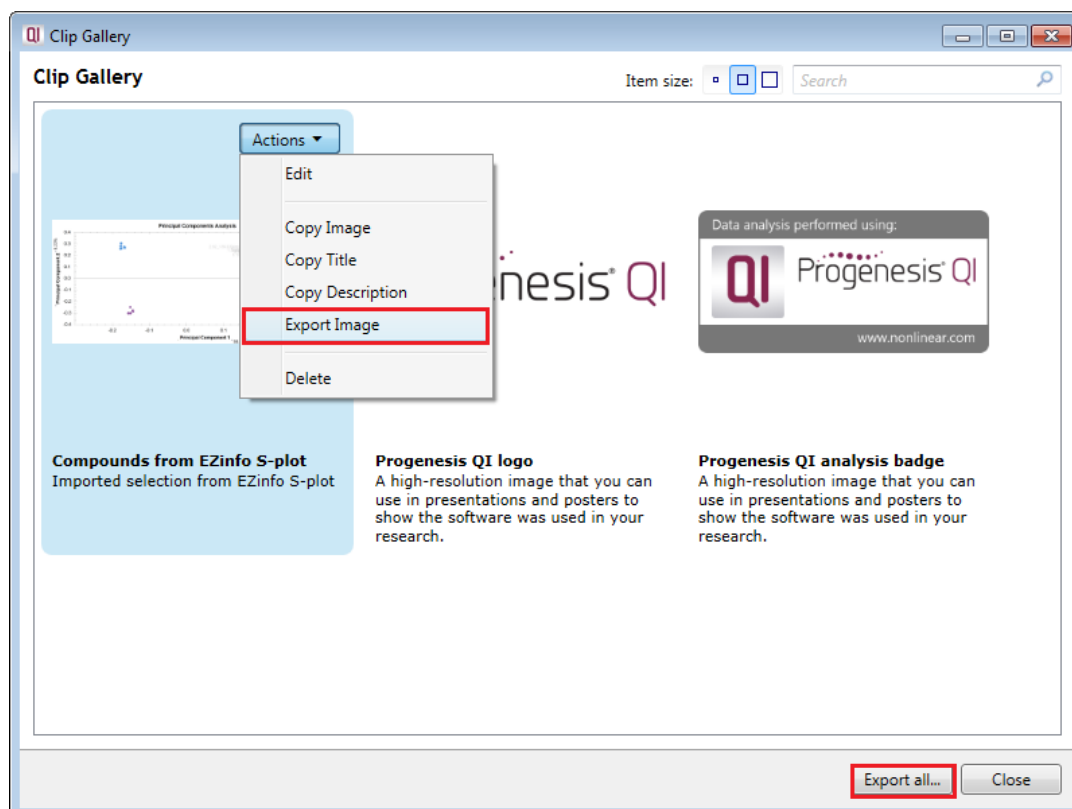 QI Clip Gallery
Clip Gallery
Item size:
Search
Actions
Edit
Copy Image
Copy Title
Copy Description
Export Image
Delete
Principal Components Analysis
Principal Component 1
nesis QI
Data analysis performed using:
QI Progenesis QI
www.nonlinear.com
Compounds from EZinfo S-plot
Imported selection from EZinfo S-plot
Progenesis QI logo
A high-resolution image that you can
use in presentations and posters to
show the software was used in your
research.
Progenesis QI analysis badge
A high-resolution image that you can
use in presentations and posters to
show the software was used in your
research.
Export all...
Close